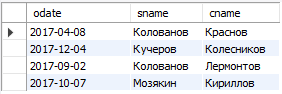 odate sname cname
2017-04-08 Колованов Краснов
2017-12-04 Кучеров Колесников
2017-09-02 Колованов Лермонтов
2017-10-07 Мозякин Кириллов